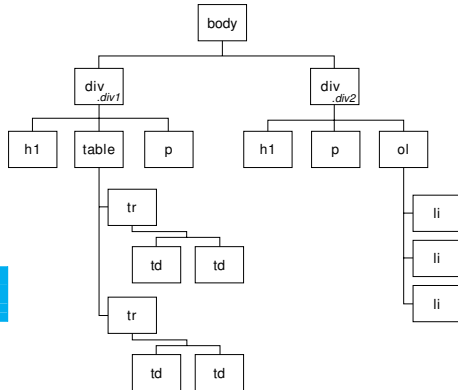 body
div .div1
div .div2
h1
table
p
h1
p
ol
tr
li
td
td
li
li
tr
td
td